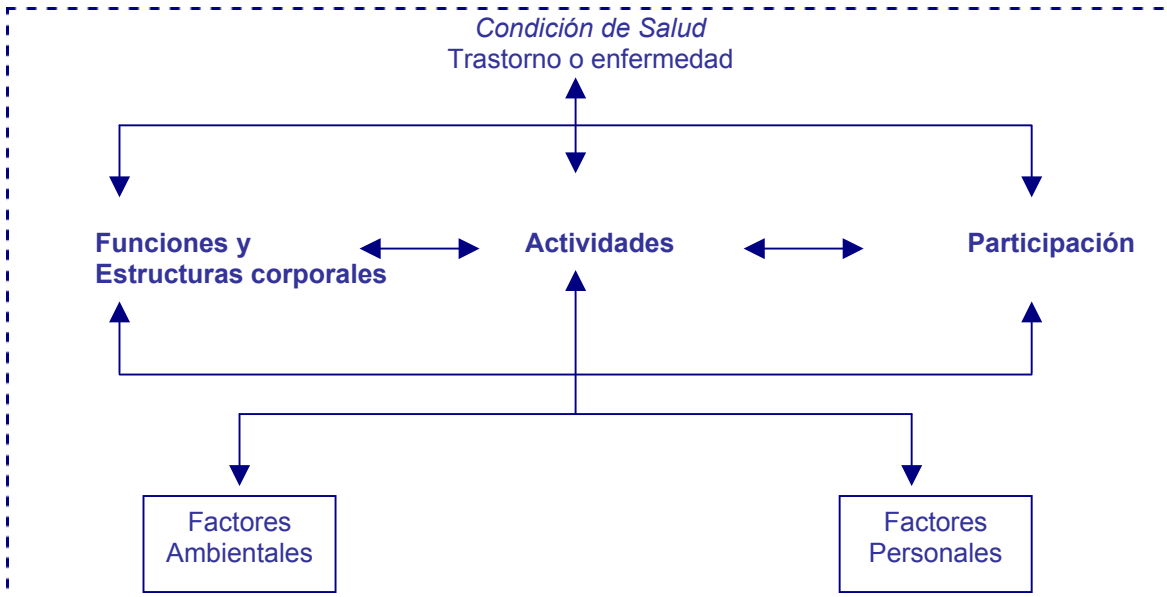 Condición de Salud
Trastorno o enfermedad
Funciones y
Estructuras corporales
Actividades
Participación
Factores
Ambientales
Factores
Personales